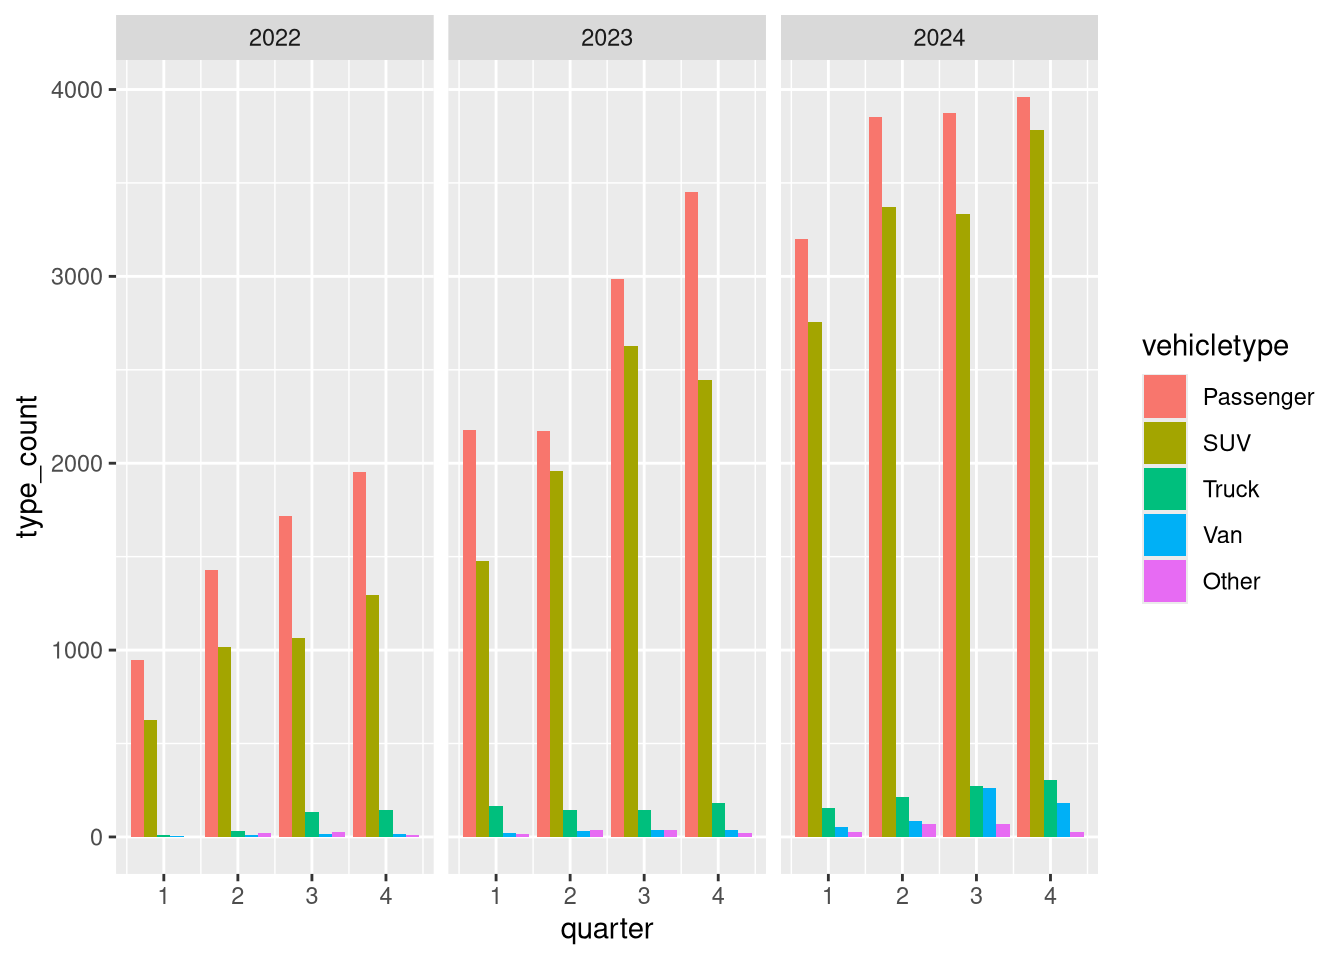 2022 2023 2024
4000
3000
2000
1000
0
type_count
1 2 3 4 1 2 3 4 1 2 3 4
quarter
vehicletype
Passenger
SUV
Truck
Van
Other